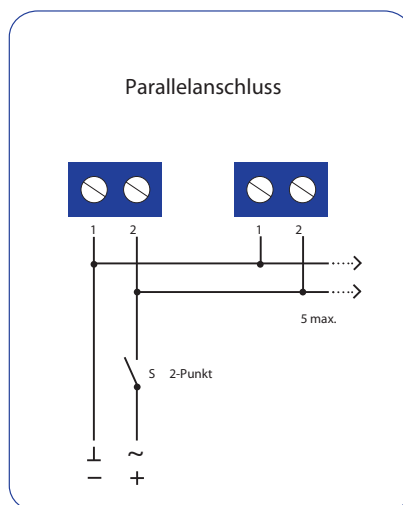 Parallelanschluss
1 2 1 2
5 max.
S 2-Punkt
⊥ ~
− +